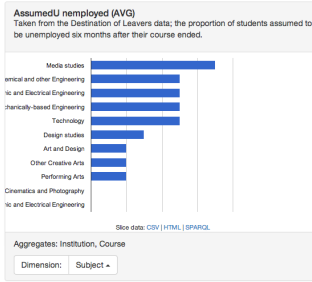 AssumedU nemployed (AVG)
Taken from the Destination of Leavers data; the proportion of students assumed to
be unemployed six months after their course ended.
Media studies
emical and other Engineering
nic and Electrical Engineering
chanically-based Engineering
Technology
Design studies
Art and Design
Other Creative Arts
Performing Arts
Cinematics and Photography
nic and Electrical Engineering
Slice data: CSV | HTML | SPARQL
Aggregates: Institution, Course
Dimension: Subject